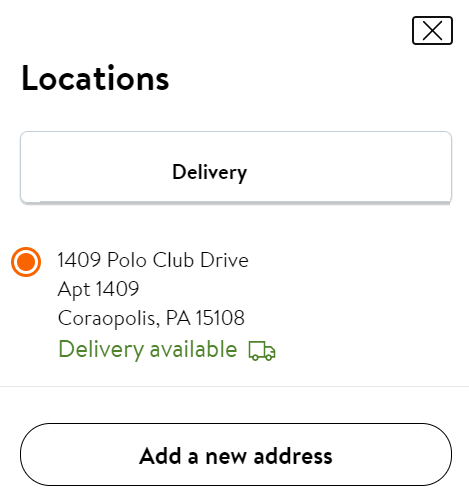 Locations
Delivery
1409 Polo Club Drive
Apt 1409
Coraopolis, PA 15108
Delivery available
Add a new address